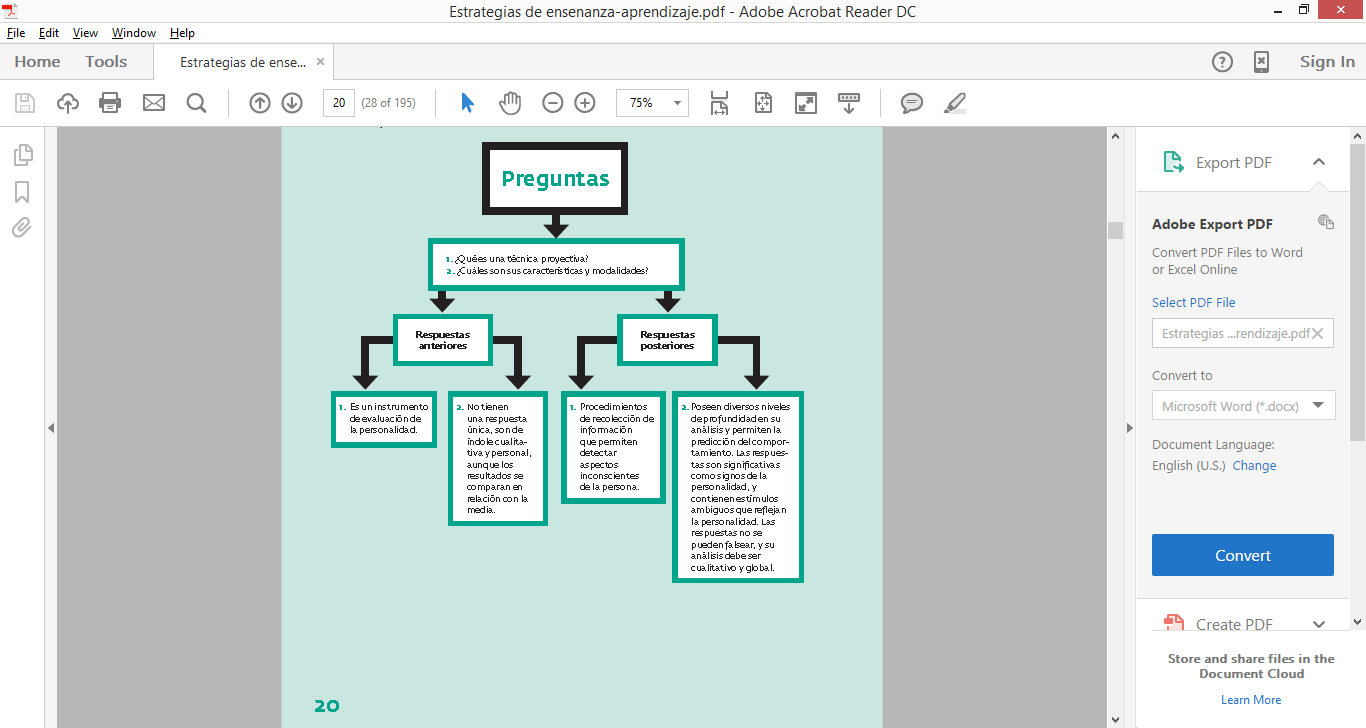 Estrategias de ensenanza-aprendizaje.pdf - Adobe Acrobat Reader DC
File Edit View Window Help
Home Tools Estrategias de ense... × Sign In
20 (28 of 195) 75%
Preguntas
1. ¿Qué es una técnica proyectiva?
2. ¿Cuáles son sus características y modalidades?
Respuestas
anteriores
Respuestas
posteriores
1. Es un instrumento
de evaluación de
la personalidad.
2. No tienen
una respuesta
única, son de
índole cualita-
tiva y personal,
aunque los
resultados se
comparan en
relación con la
media.
1. Procedimientos
de recolección de
información
que permiten
detectar
aspectos
inconscientes
de la persona.
2. Poseen diversos niveles
de profundidad en su
análisis y permiten la
predicción del compor-
tamiento. Las respues-
tas son significativas
como signos de la
personalidad, y
contienen estímulos
ambiguos que reflejan
la personalidad. Las
respuestas no se
pueden falsear, y su
análisis debe ser
cualitativo y global.
20
Export PDF
Adobe Export PDF
Convert PDF Files to Word
or Excel Online
Select PDF File
Estrategias ...rendizaje.pdf
Convert to
Microsoft Word (*.docx)
Document Language:
English (U.S.) Change
Convert
Create PDF
Store and share files in the
Document Cloud
Learn More